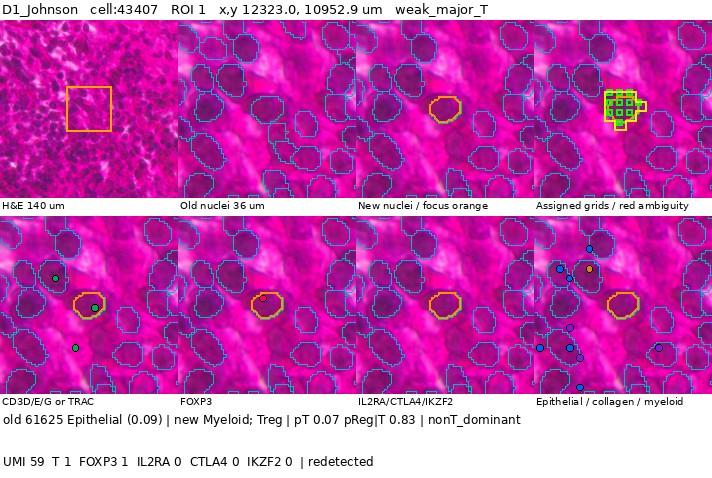 D1_Johnson cell:43407 ROI 1 x,y 12323.0, 10952.9 um weak_major_T
H&E 140 um
Old nuclei 36 um
New nuclei / focus orange
Assigned grids / red ambiguity
CD3D/E/G or TRAC
FOXP3
IL2RA/CTLA4/IKZF2
Epithelial / collagen / myeloid
old 61625 Epithelial (0.09) | new Myeloid; Treg | pT 0.07 pReg|T 0.83 | nonT_dominant
UMI 59 T 1 FOXP3 1 IL2RA 0 CTLA4 0 IKZF2 0 | redetected